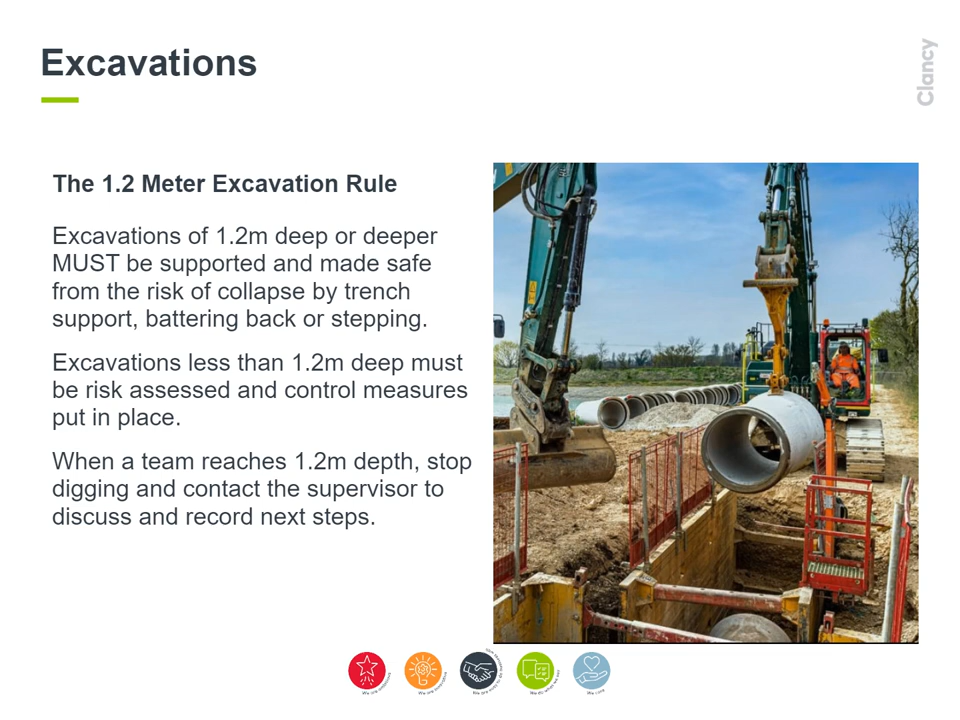 Excavations
Clancy
The 1.2 Meter Excavation Rule
Excavations of 1.2m deep or deeper
MUST be supported and made safe
from the risk of collapse by trench
support, battering back or stepping.
Excavations less than 1.2m deep must
be risk assessed and control measures
put in place.
When a team reaches 1.2m depth, stop
digging and contact the supervisor to
discuss and record next steps.
We care